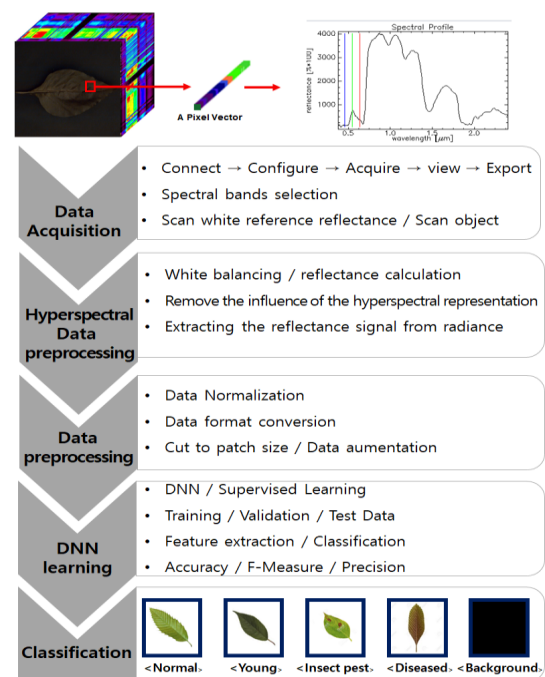 Spectral Profile
reflectance [%*100]
4000
3000
2000
1000
0.5 1.0 1.5 2.0
wavelength [μm]
A Pixel Vector
Data
Acquisition
• Connect → Configure → Acquire → view → Export
• Spectral bands selection
• Scan white reference reflectance / Scan object
Hyperspectral
Data
preprocessing
• White balancing / reflectance calculation
• Remove the influence of the hyperspectral representation
• Extracting the reflectance signal from radiance
Data
preprocessing
• Data Normalization
• Data format conversion
• Cut to patch size / Data aumentation
DNN
learning
• DNN / Supervised Learning
• Training / Validation / Test Data
• Feature extraction / Classification
• Accuracy / F-Measure / Precision
Classification
<Normal> <Young> <Insect pest> <Diseased> <Background>